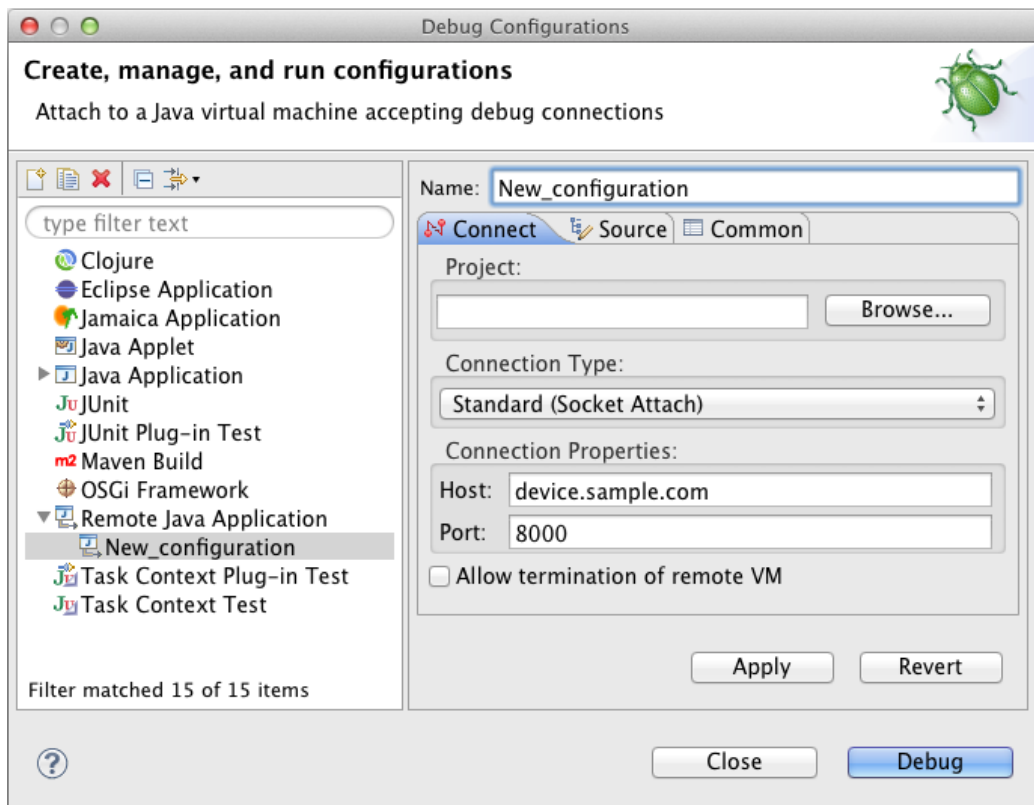 Debug Configurations
Create, manage, and run configurations
Attach to a Java virtual machine accepting debug connections
type filter text
Clojure
Eclipse Application
Jamaica Application
Java Applet
Java Application
JU JUnit
JU JUnit Plug-in Test
m2 Maven Build
OSGi Framework
Remote Java Application
New_configuration
Task Context Plug-in Test
JU Task Context Test
Filter matched 15 of 15 items
Name: New_configuration
Connect Source Common
Project:
Browse...
Connection Type:
Standard (Socket Attach)
Connection Properties:
Host: device.sample.com
Port: 8000
Allow termination of remote VM
Apply Revert
? Close Debug